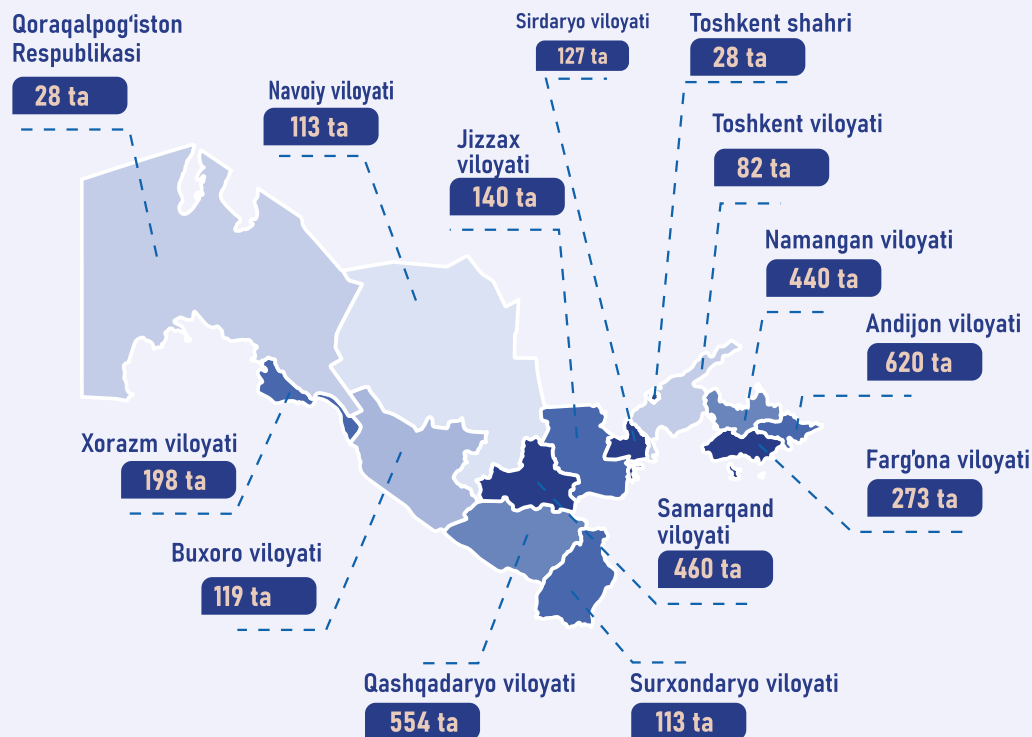 Qoraqalpog‘iston
Respublikasi
28 ta
Navoiy viloyati
113 ta
Jizzax
viloyati
140 ta
Sirdaryo viloyati
127 ta
Toshkent shahri
28 ta
Toshkent viloyati
82 ta
Namangan viloyati
440 ta
Andijon viloyati
620 ta
Farg’ona viloyati
273 ta
Samarqand
viloyati
460 ta
Surxondaryo viloyati
113 ta
Qashqadaryo viloyati
554 ta
Buxoro viloyati
119 ta
Xorazm viloyati
198 ta